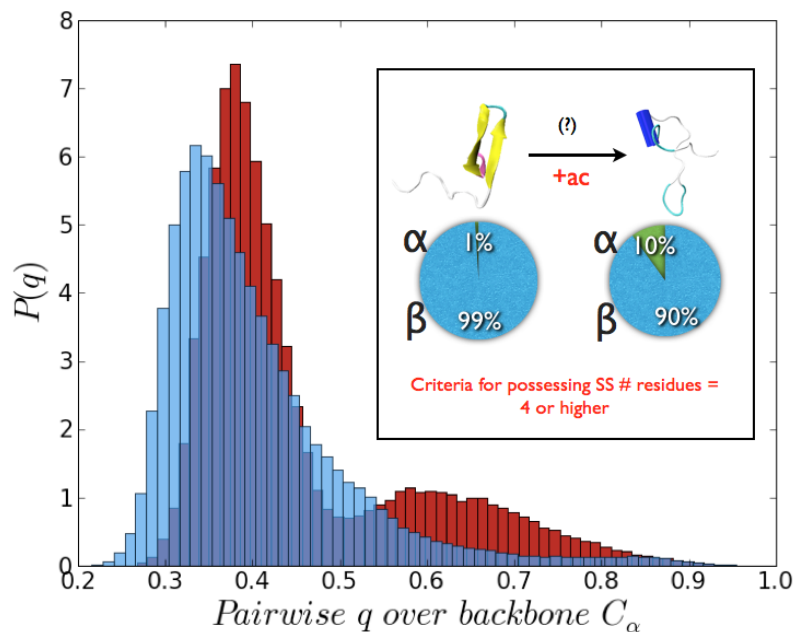 8
7
6
5
4
3
2
1
0
P(q)
0.2 0.3 0.4 0.5 0.6 0.7 0.8 0.9 1.0
Pairwise q over backbone Cα
(?)
+ac
α 1% α 10%
β 99% β 90%
Criteria for possessing SS # residues =
4 or higher